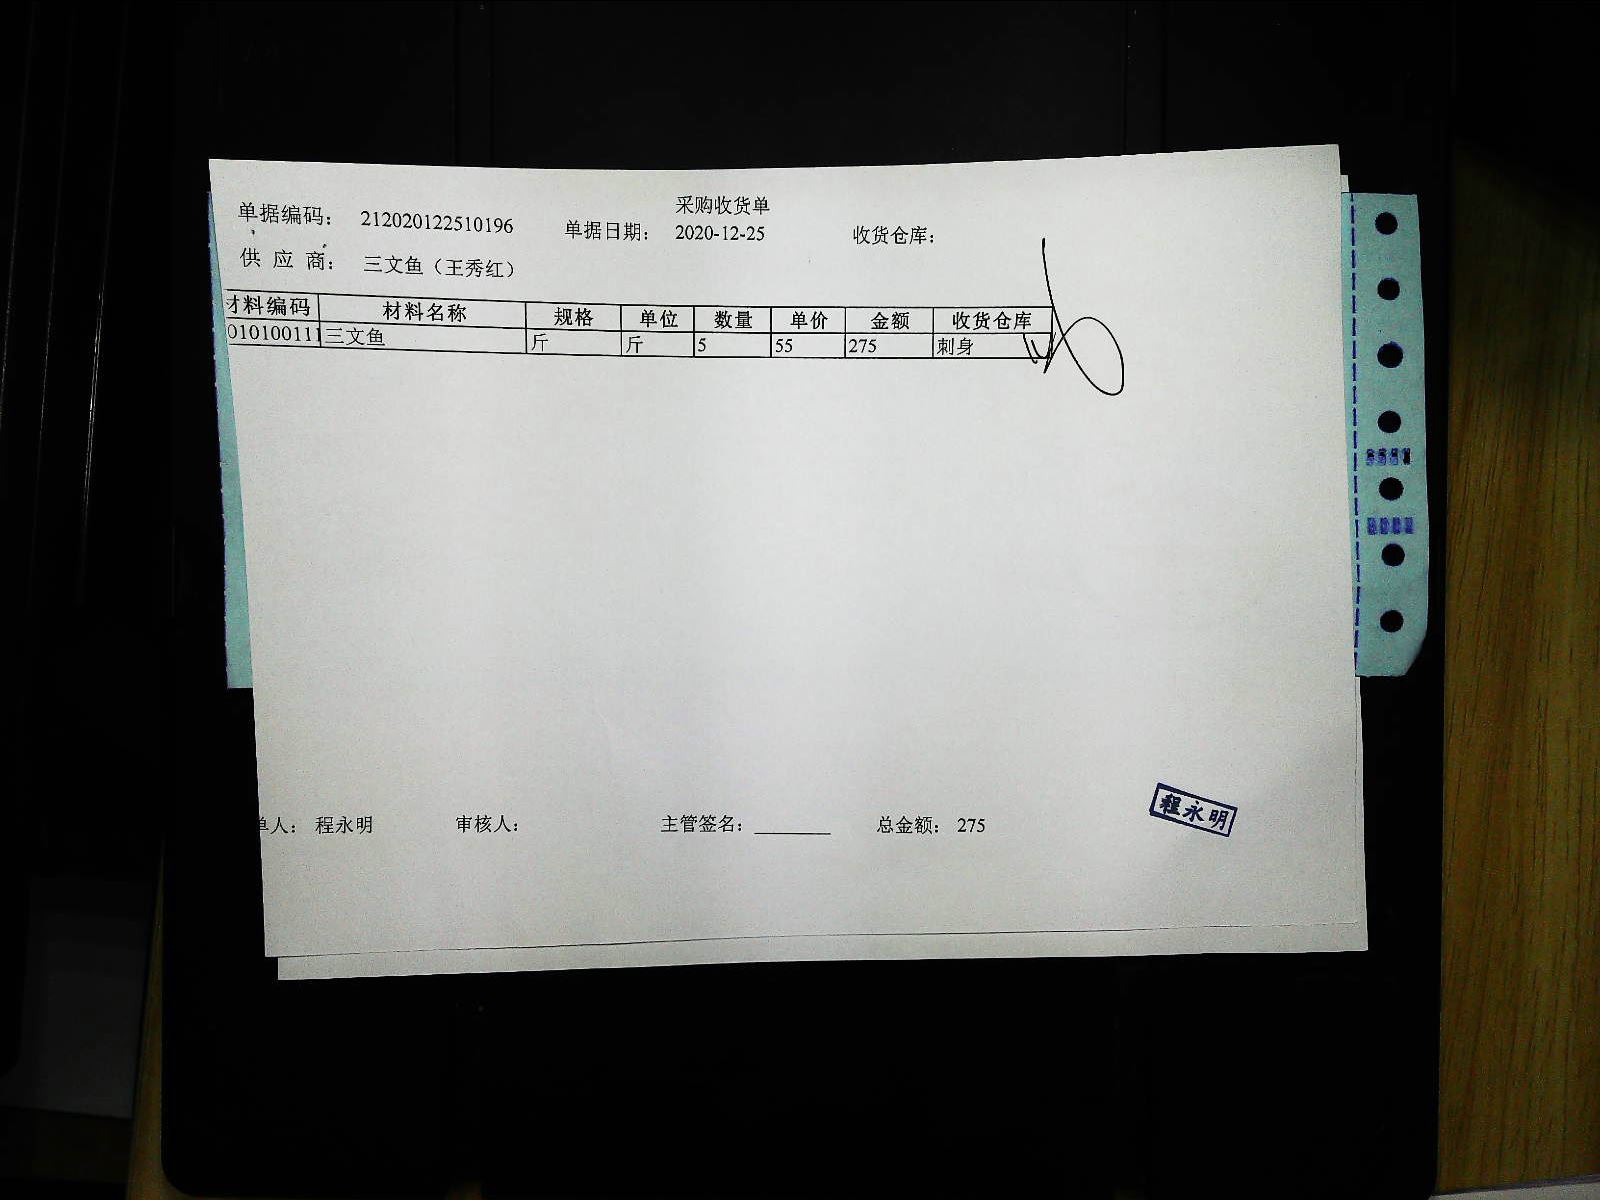 采购收货单
单据编码: 212020122510196 单据日期: 2020-12-25 收货仓库:
供 应 商: 三文鱼（王秀红）
材料编码 材料名称 规格 单位 数量 单价 金额 收货仓库
010100111 三文鱼 斤 斤 5 55 275 刺身
单人: 程永明 审核人: 主管签名: ________ 总金额: 275
程永明